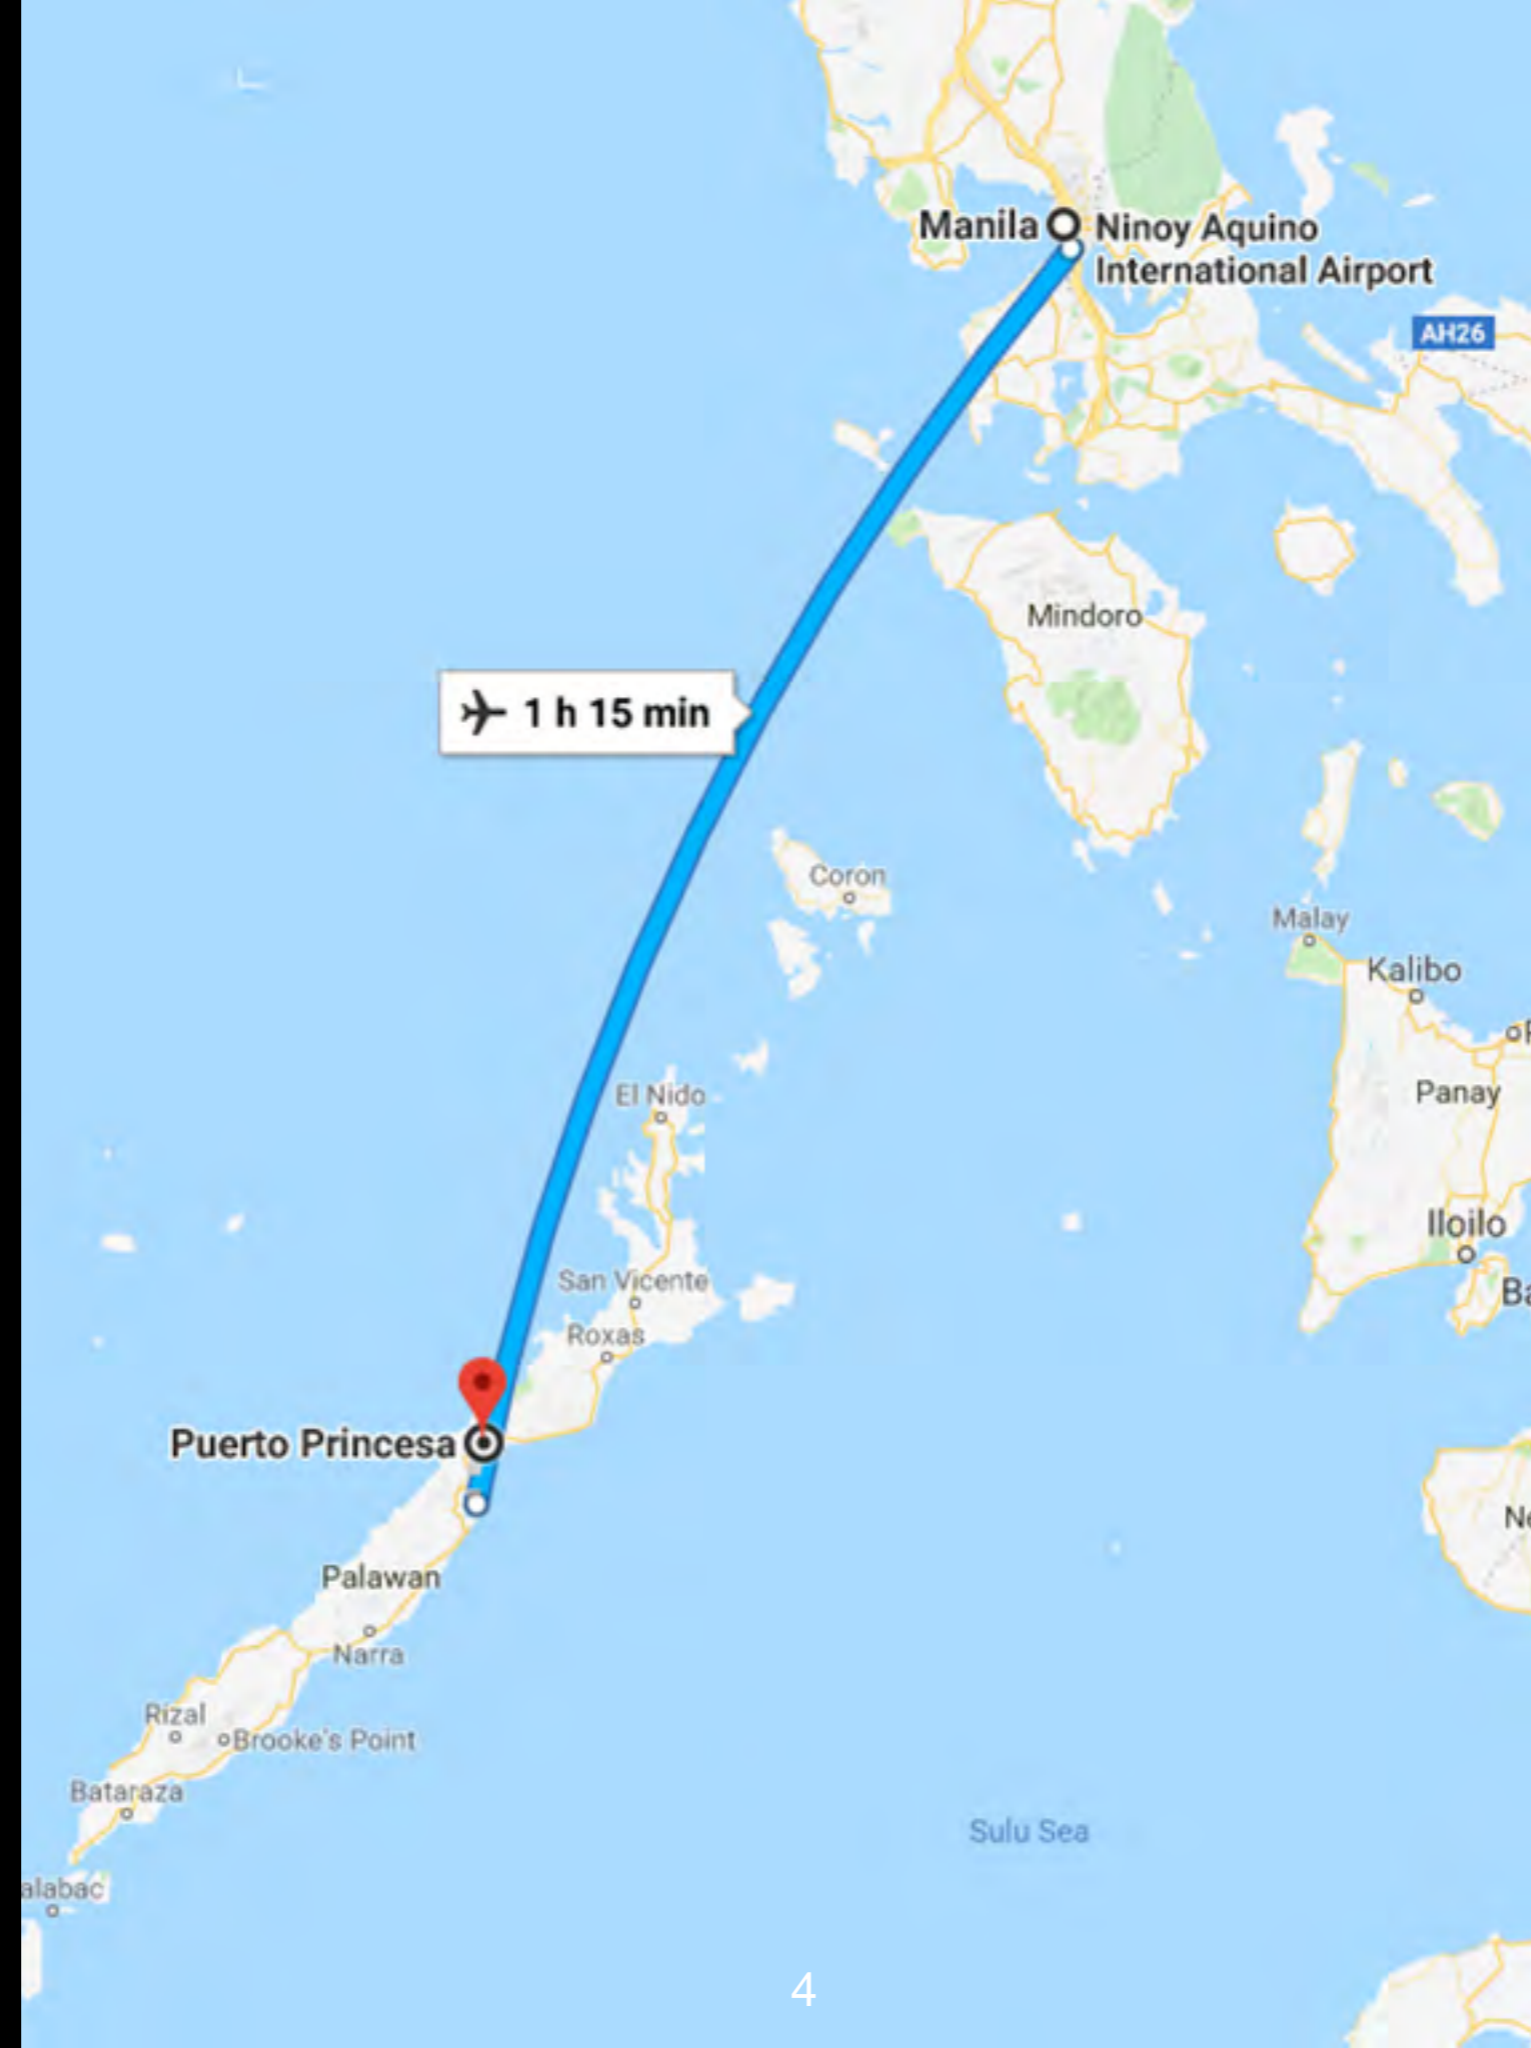 Manila
Ninoy Aquino
International Airport
AH26
Mindoro
1 h 15 min
Coron
Malay
Kalibo
Panay
El Nido
Iloilo
San Vicente
Roxas
Puerto Princesa
Palawan
Narra
Rizal
Brooke's Point
Bataraza
Sulu Sea
alabac
4